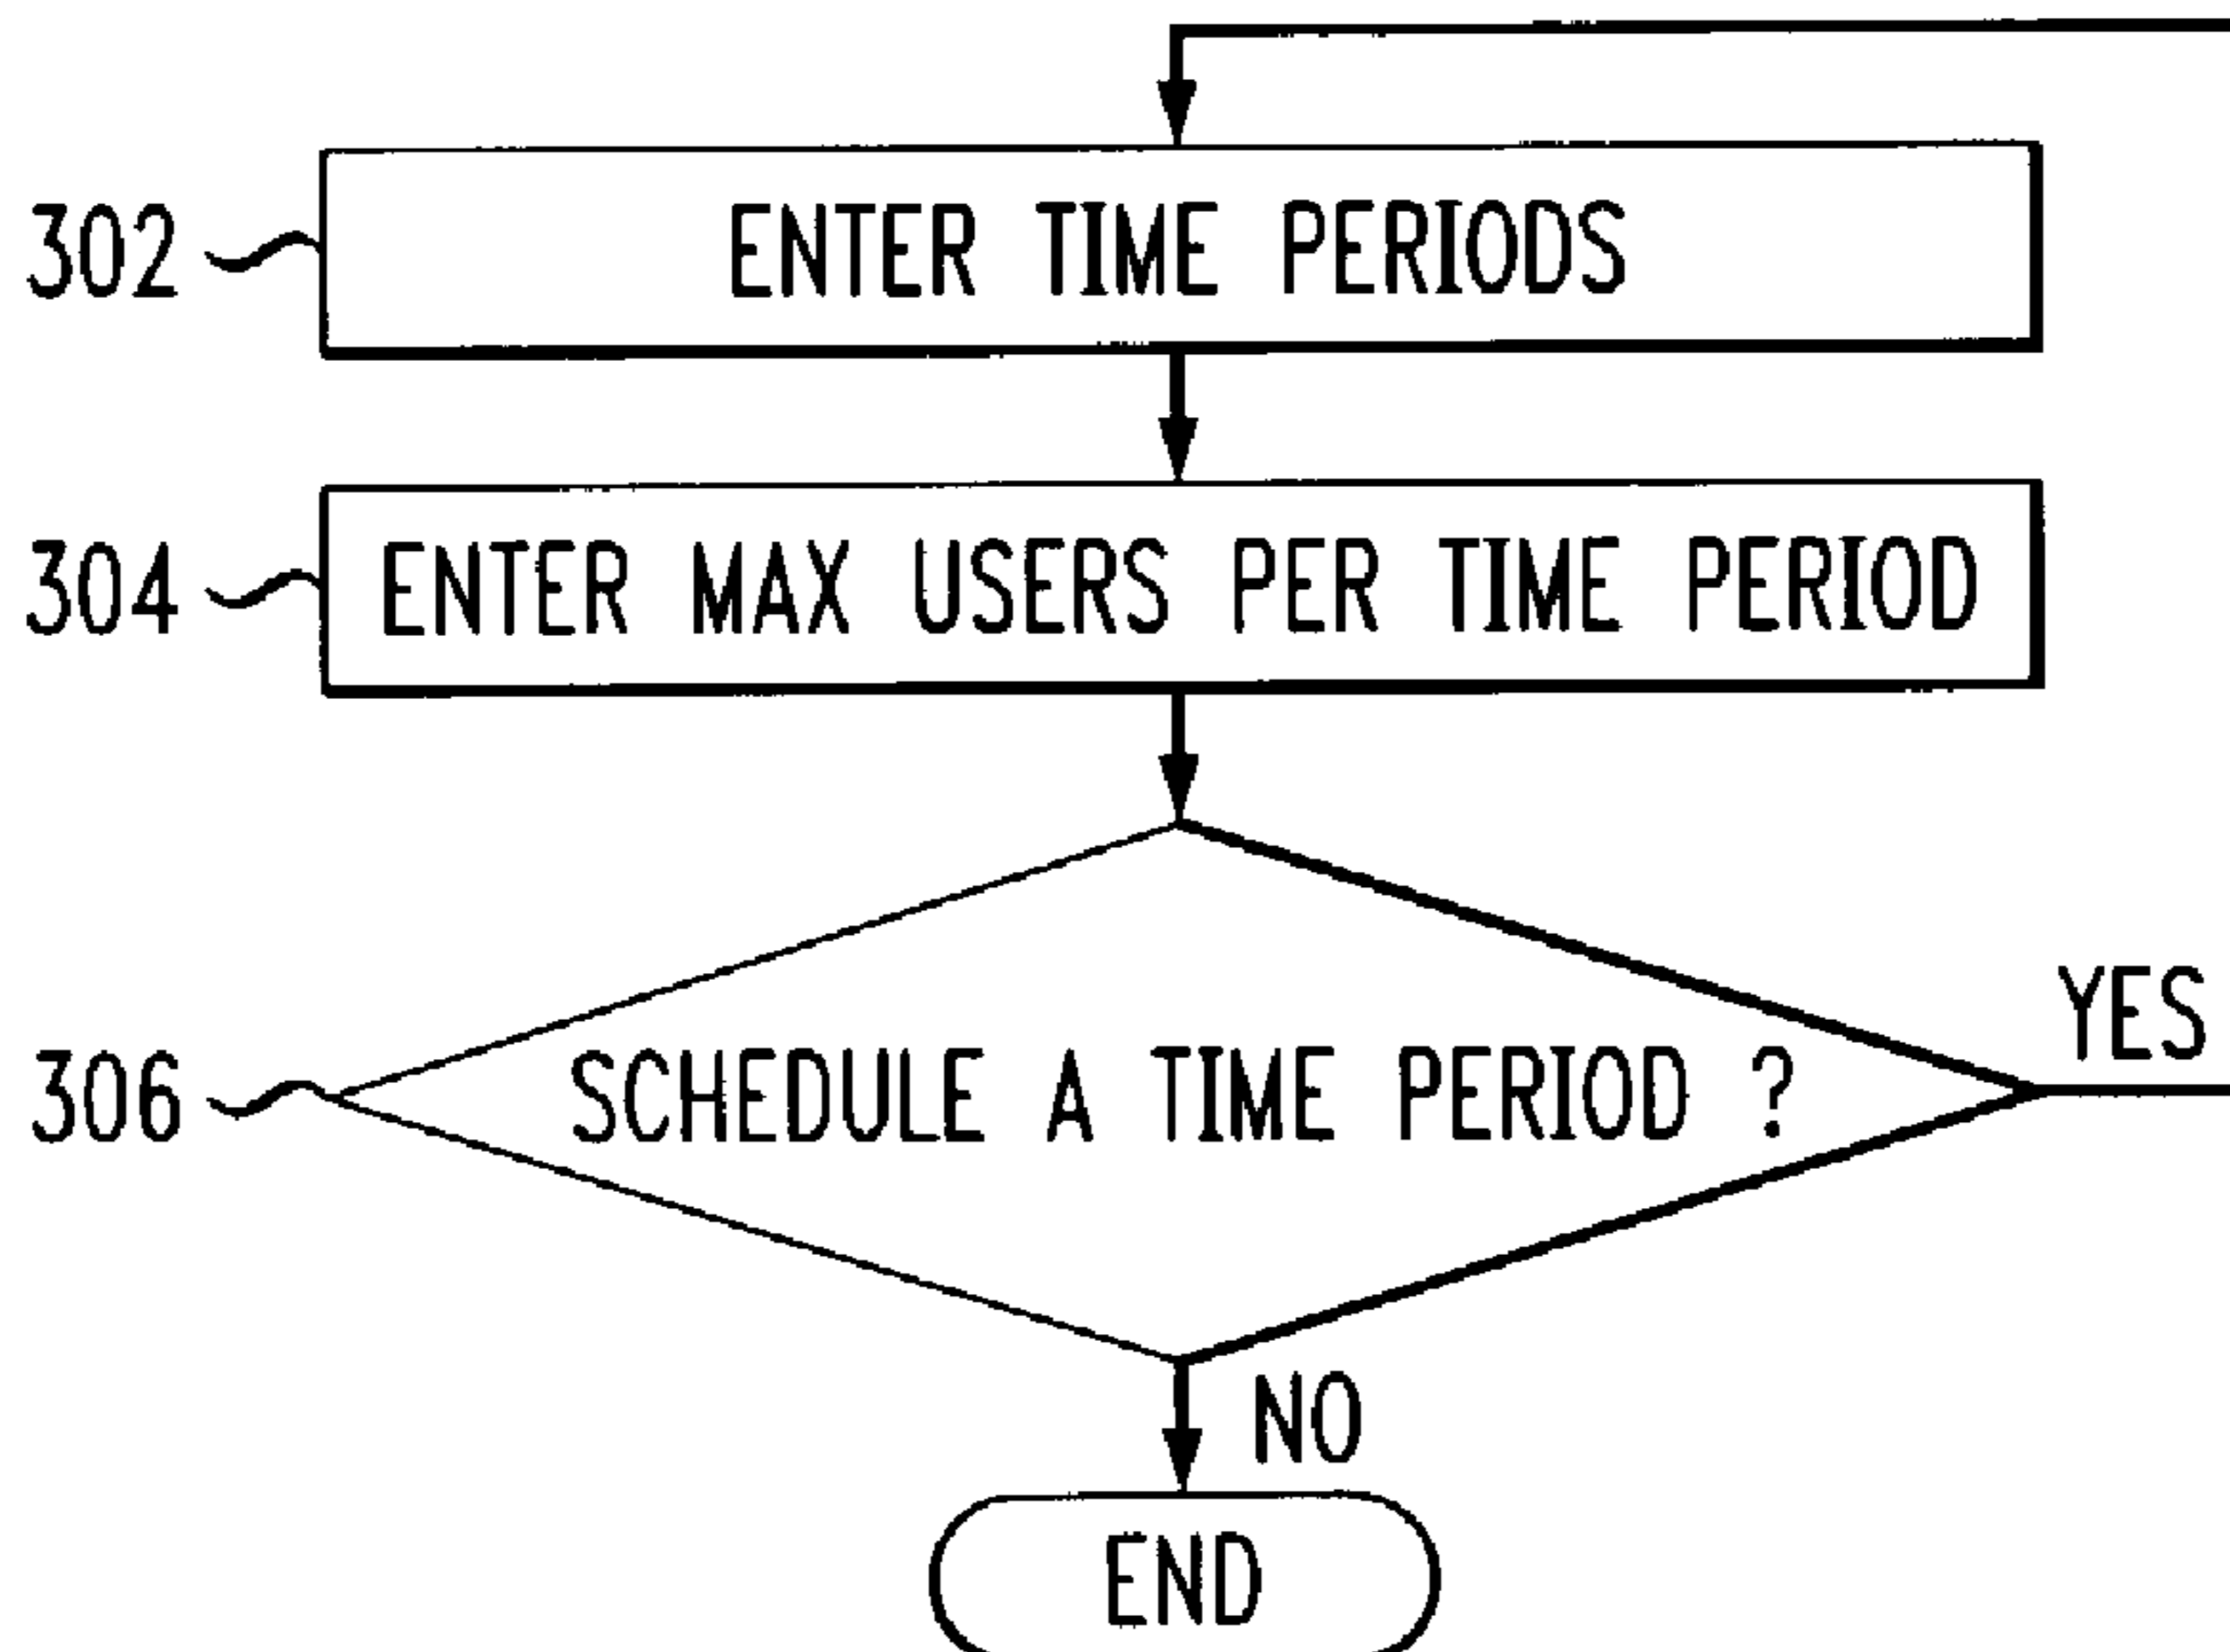 302
ENTER TIME PERIODS
304
ENTER MAX USERS PER TIME PERIOD
306
SCHEDULE A TIME PERIOD ?
YES
NO
END